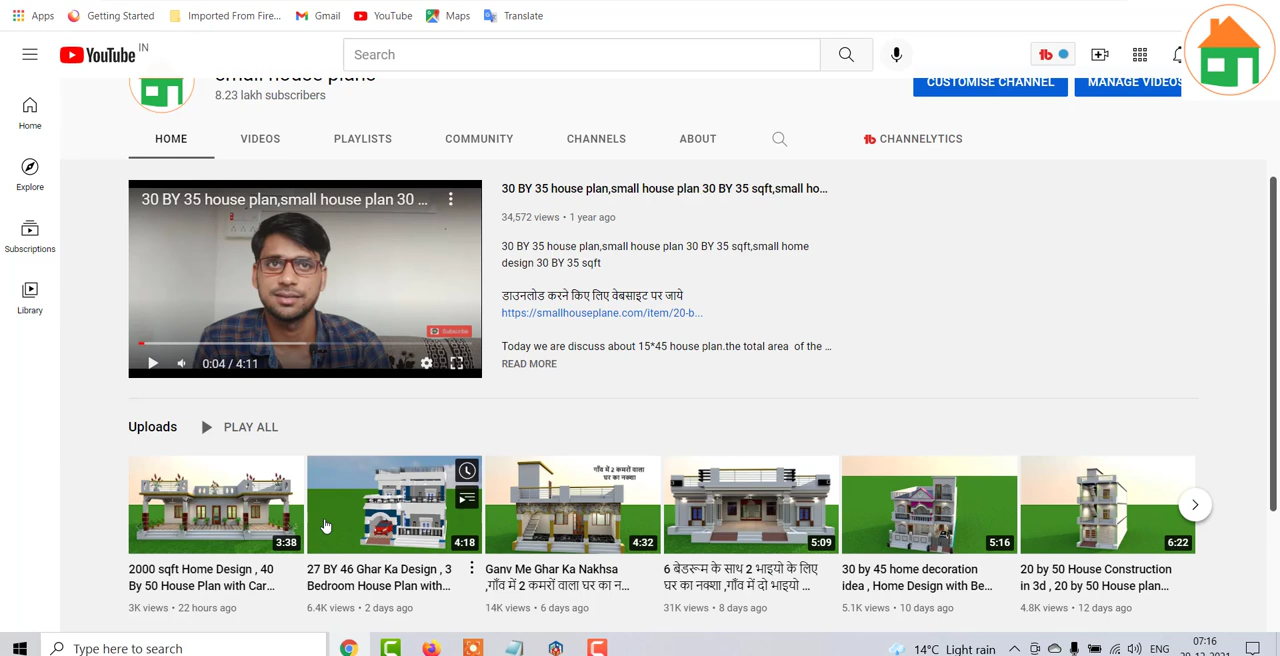 Apps Getting Started Imported From Fire... Gmail YouTube Maps Translate
YouTube IN
Search
small house plans
8.23 lakh subscribers
CUSTOMISE CHANNEL MANAGE VIDEOS
Home
Explore
Subscriptions
Library
HOME VIDEOS PLAYLISTS COMMUNITY CHANNELS ABOUT CHANNELYTICS
30 BY 35 house plan,small house plan 30 ...
Subscribe
0:04 / 4:11
30 BY 35 house plan,small house plan 30 BY 35 sqft,small ho...
34,572 views • 1 year ago
30 BY 35 house plan,small house plan 30 BY 35 sqft,small home
design 30 BY 35 sqft
डाउनलोड करने किए लिए वेबसाइट पर जाये
https://smallhouseplane.com/item/20-b...
Today we are discuss about 15*45 house plan.the total area of the ...
READ MORE
Uploads PLAY ALL
गाँव में 2 कमरों वाला
घर का नक्शा
3:38 4:18 4:32 5:09 5:16 6:22
2000 sqft Home Design , 40
By 50 House Plan with Car...
3K views • 22 hours ago
27 BY 46 Ghar Ka Design , 3
Bedroom House Plan with...
6.4K views • 2 days ago
Ganv Me Ghar Ka Nakhsa
,गाँव में 2 कमरों वाला घर का न...
14K views • 6 days ago
6 बेडरूम के साथ 2 भाइयो के लिए
घर का नक्शा ,गाँव में दो भाइयो ...
31K views • 8 days ago
30 by 45 home decoration
idea , Home Design with Be...
5.1K views • 10 days ago
20 by 50 House Construction
in 3d , 20 by 50 House plan...
4.8K views • 12 days ago
Type here to search
14°C Light rain ENG
07:16
20-12-2021